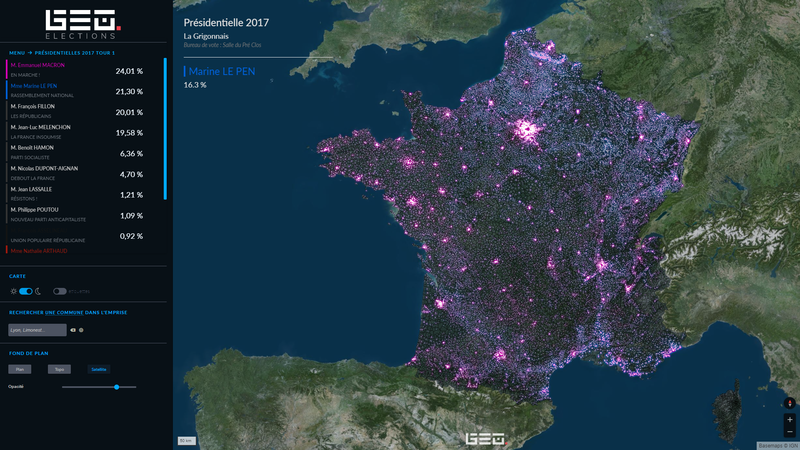 GEO.
ELECTIONS
MENU → PRÉSIDENTIELLES 2017 TOUR 1
M. Emmanuel MACRON
24,01 %
EN MARCHE !
Mme Marine LE PEN
21,30 %
RASSEMBLEMENT NATIONAL
M. François FILLON
20,01 %
LES RÉPUBLICAINS
M. Jean-Luc MELENCHON
19,58 %
LA FRANCE INSOUMISE
M. Benoît HAMON
6,36 %
PARTI SOCIALISTE
M. Nicolas DUPONT-AIGNAN
4,70 %
DEBOUT LA FRANCE
M. Jean LASSALLE
1,21 %
RÉSISTONS !
M. Philippe POUTOU
1,09 %
NOUVEAU PARTI ANTICAPITALISTE
0,92 %
UNION POPULAIRE RÉPUBLICAINE
Mme Nathalie ARTHAUD
CARTE
RECHERCHER UNE COMMUNE DANS L'EMPRISE
Lyon, Limonest...
FOND DE PLAN
Plan
Topo
Satellite
Opacité
Présidentielle 2017
La Grigonnais
Bureau de vote : Salle du Pré Clos
Marine LE PEN
16.3 %
50 km
GEO
Basemaps © IGN